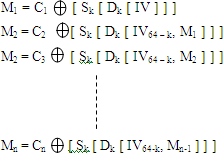 M₁ = C₁ ⊕ [ Sₖ [ Dₖ [ IV ] ] ]
M₂ = C₂ ⊕[ Sₖ [ Dₖ [ IV₆₄₋ₖ, M₁ ] ] ]
M₂ = C₃ ⊕ [ Sₖ [ Dₖ [ IV₆₄₋ₖ, M₂ ] ] ]
Mₙ = Cₙ ⊕ [ Sₖ [ Dₖ [ IV₆₄₋ₖ, Mₙ₋₁ ] ] ]